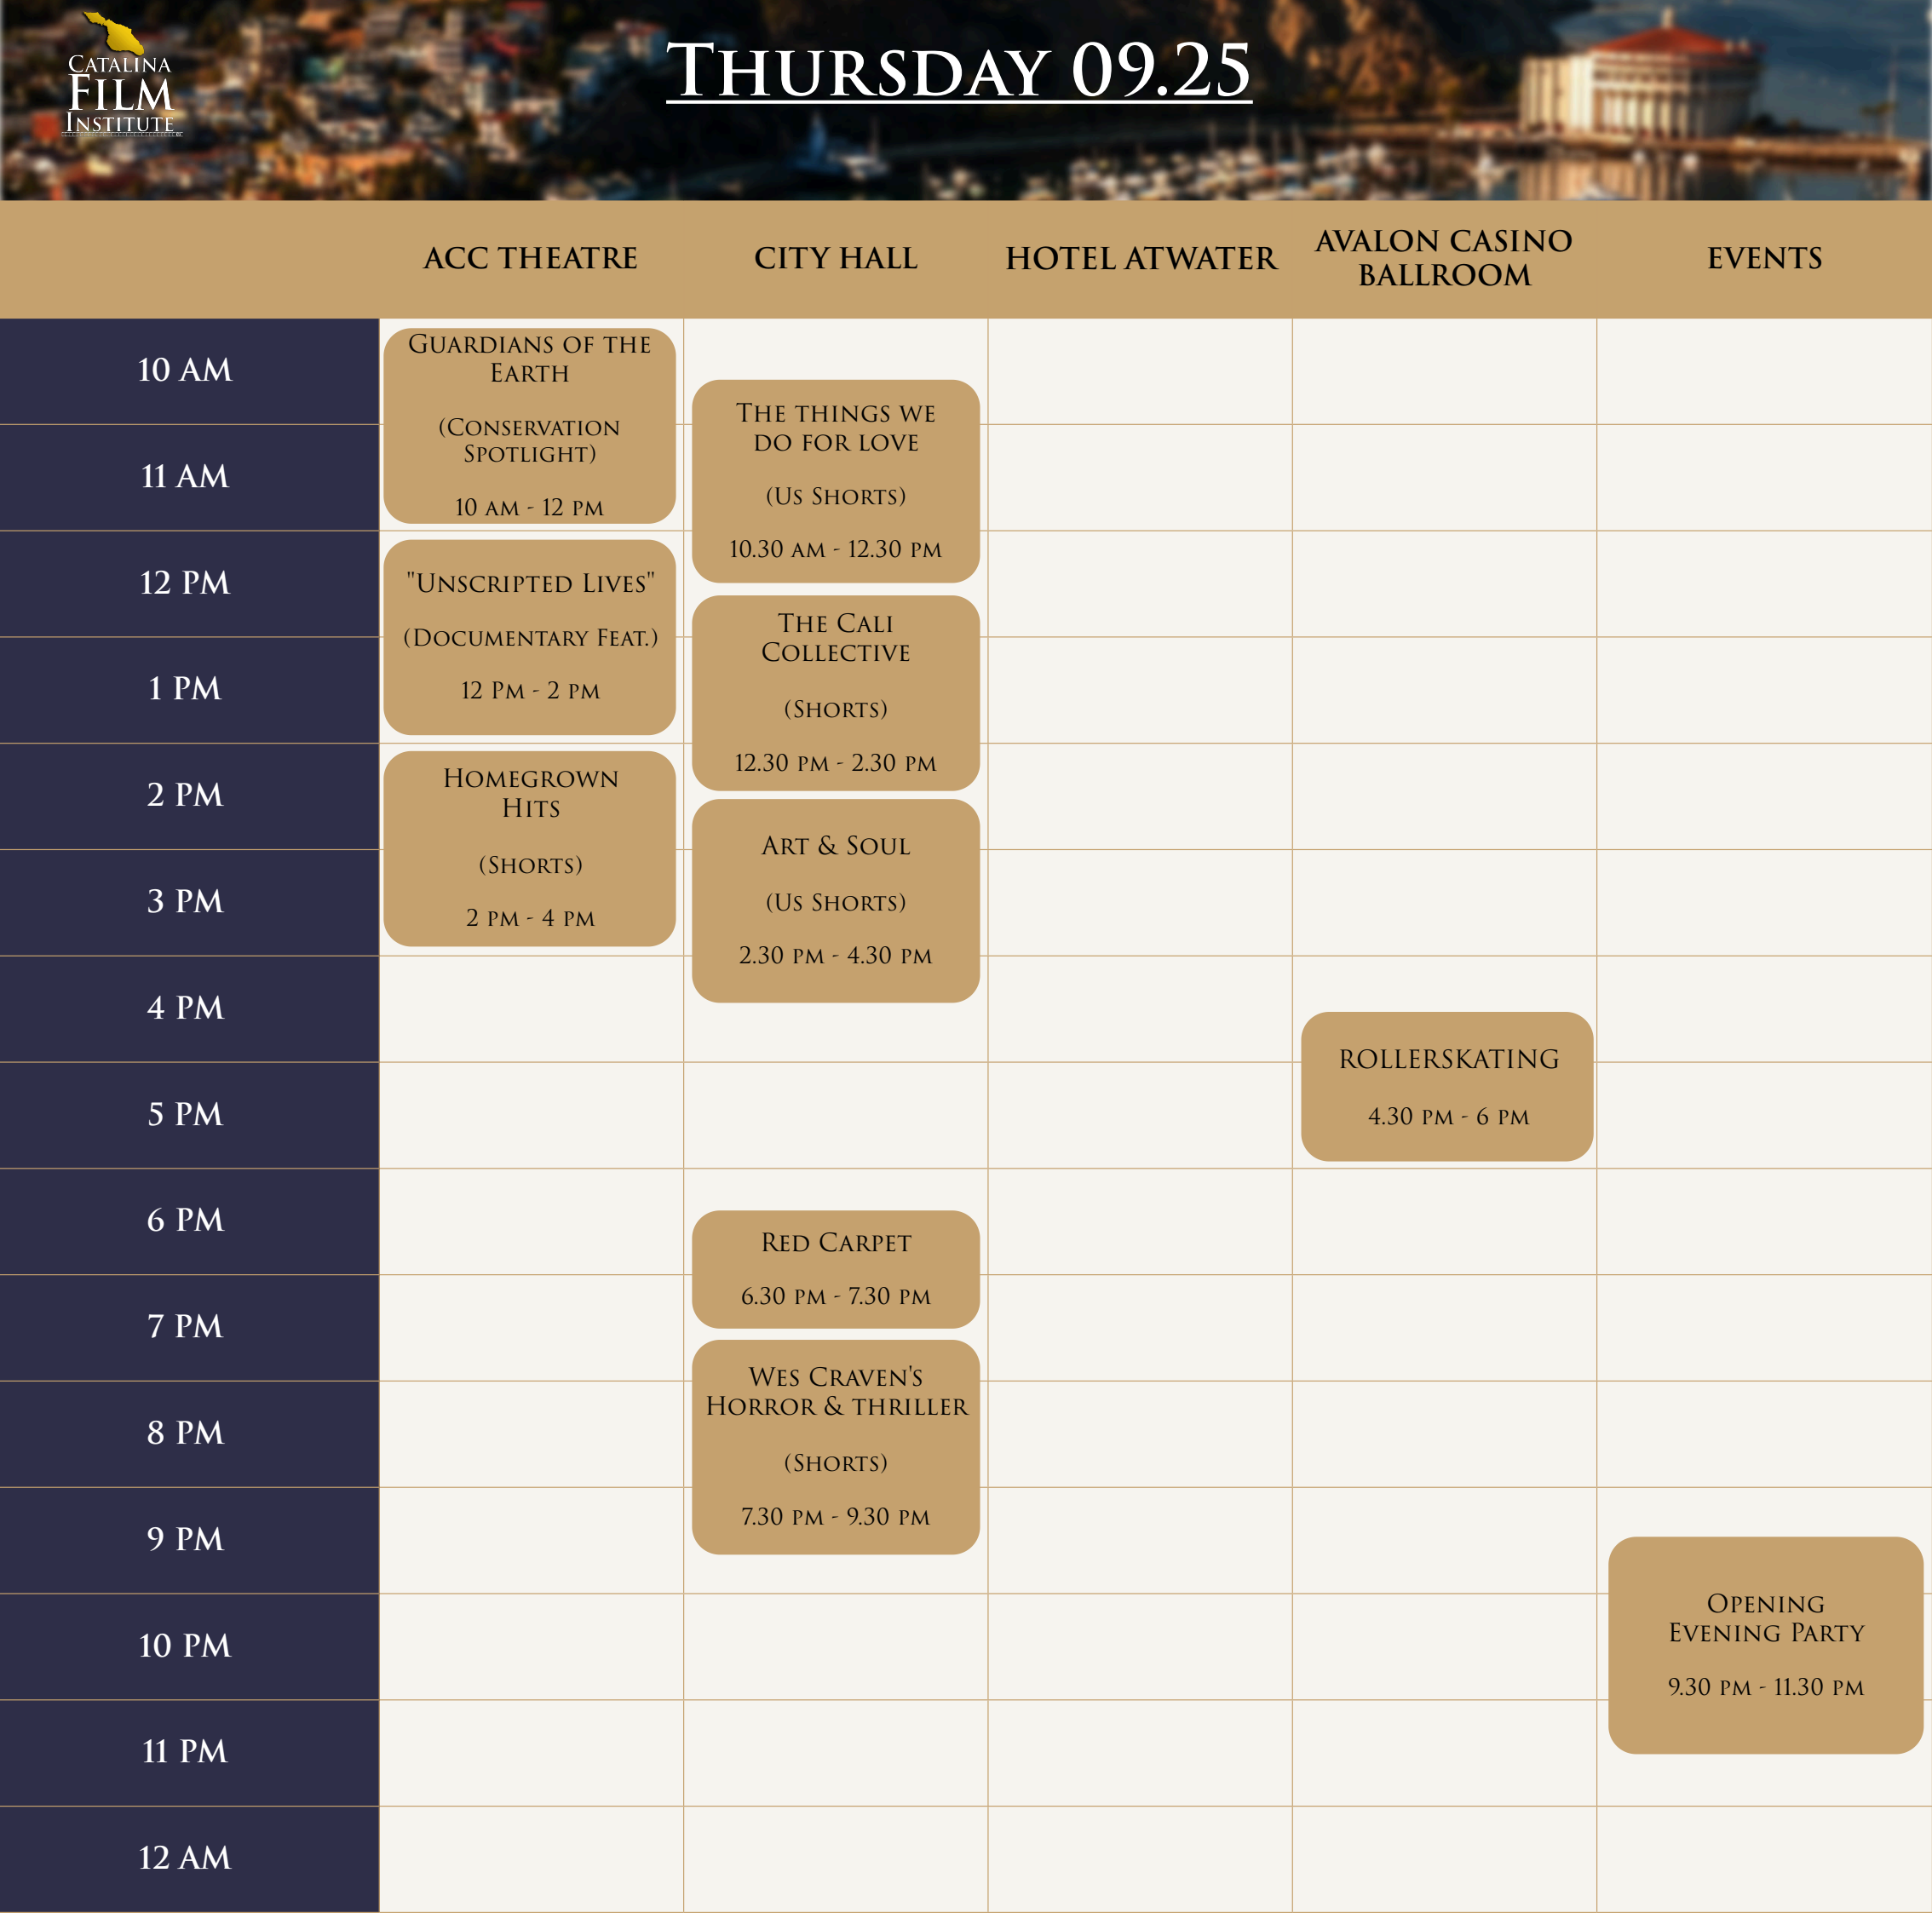 CATALINA
FILM
INSTITUTE
THURSDAY 09.25
ACC THEATRE
CITY HALL
HOTEL ATWATER
AVALON CASINO
BALLROOM
EVENTS
10 AM
11 AM
12 PM
1 PM
2 PM
3 PM
4 PM
5 PM
6 PM
7 PM
8 PM
9 PM
10 PM
11 PM
12 AM
GUARDIANS OF THE
EARTH
(CONSERVATION
SPOTLIGHT)
10 AM - 12 PM
"UNSCRIPTED LIVES"
(DOCUMENTARY FEAT.)
12 PM - 2 PM
HOMEGROWN
HITS
(SHORTS)
2 PM - 4 PM
THE THINGS WE
DO FOR LOVE
(US SHORTS)
10.30 AM - 12.30 PM
THE CALI
COLLECTIVE
(SHORTS)
12.30 PM - 2.30 PM
ART & SOUL
(US SHORTS)
2.30 PM - 4.30 PM
RED CARPET
6.30 PM - 7.30 PM
WES CRAVEN'S
HORROR & THRILLER
(SHORTS)
7.30 PM - 9.30 PM
ROLLERSKATING
4.30 PM - 6 PM
OPENING
EVENING PARTY
9.30 PM - 11.30 PM